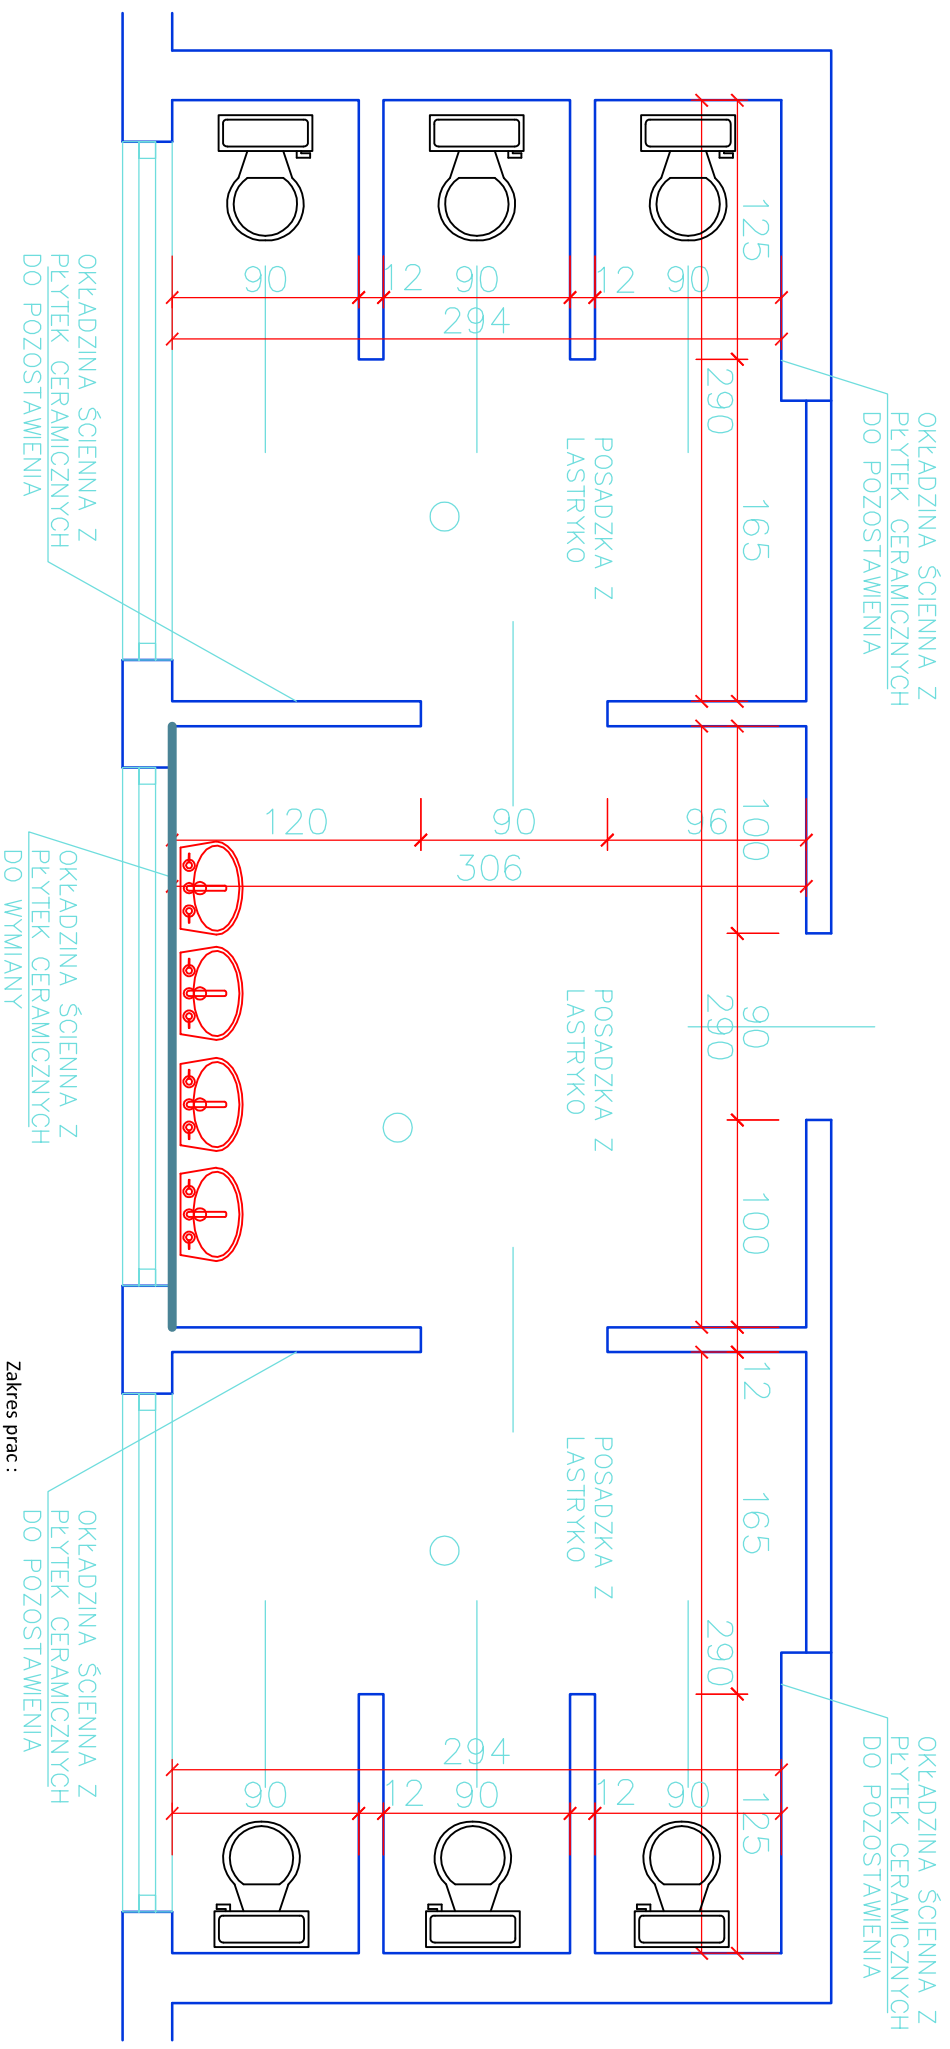 OKŁADZINA ŚCIENNA Z
PŁYTEK CERAMICZNYCH
DO POZOSTAWIENIA
OKŁADZINA ŚCIENNA Z
PŁYTEK CERAMICZNYCH
DO POZOSTAWIENIA
125
165
100
90
100
12
165
125
290
290
290
POSADZKA Z
LASTRYKO
POSADZKA Z
LASTRYKO
POSADZKA Z
LASTRYKO
90
12
90
12
90
294
120
90
96
306
294
90
12
90
12
90
OKŁADZINA ŚCIENNA Z
PŁYTEK CERAMICZNYCH
DO POZOSTAWIENIA
OKŁADZINA ŚCIENNA Z
PŁYTEK CERAMICZNYCH
DO WYMIANY
OKŁADZINA ŚCIENNA Z
PŁYTEK CERAMICZNYCH
DO POZOSTAWIENIA
Zakres prac :